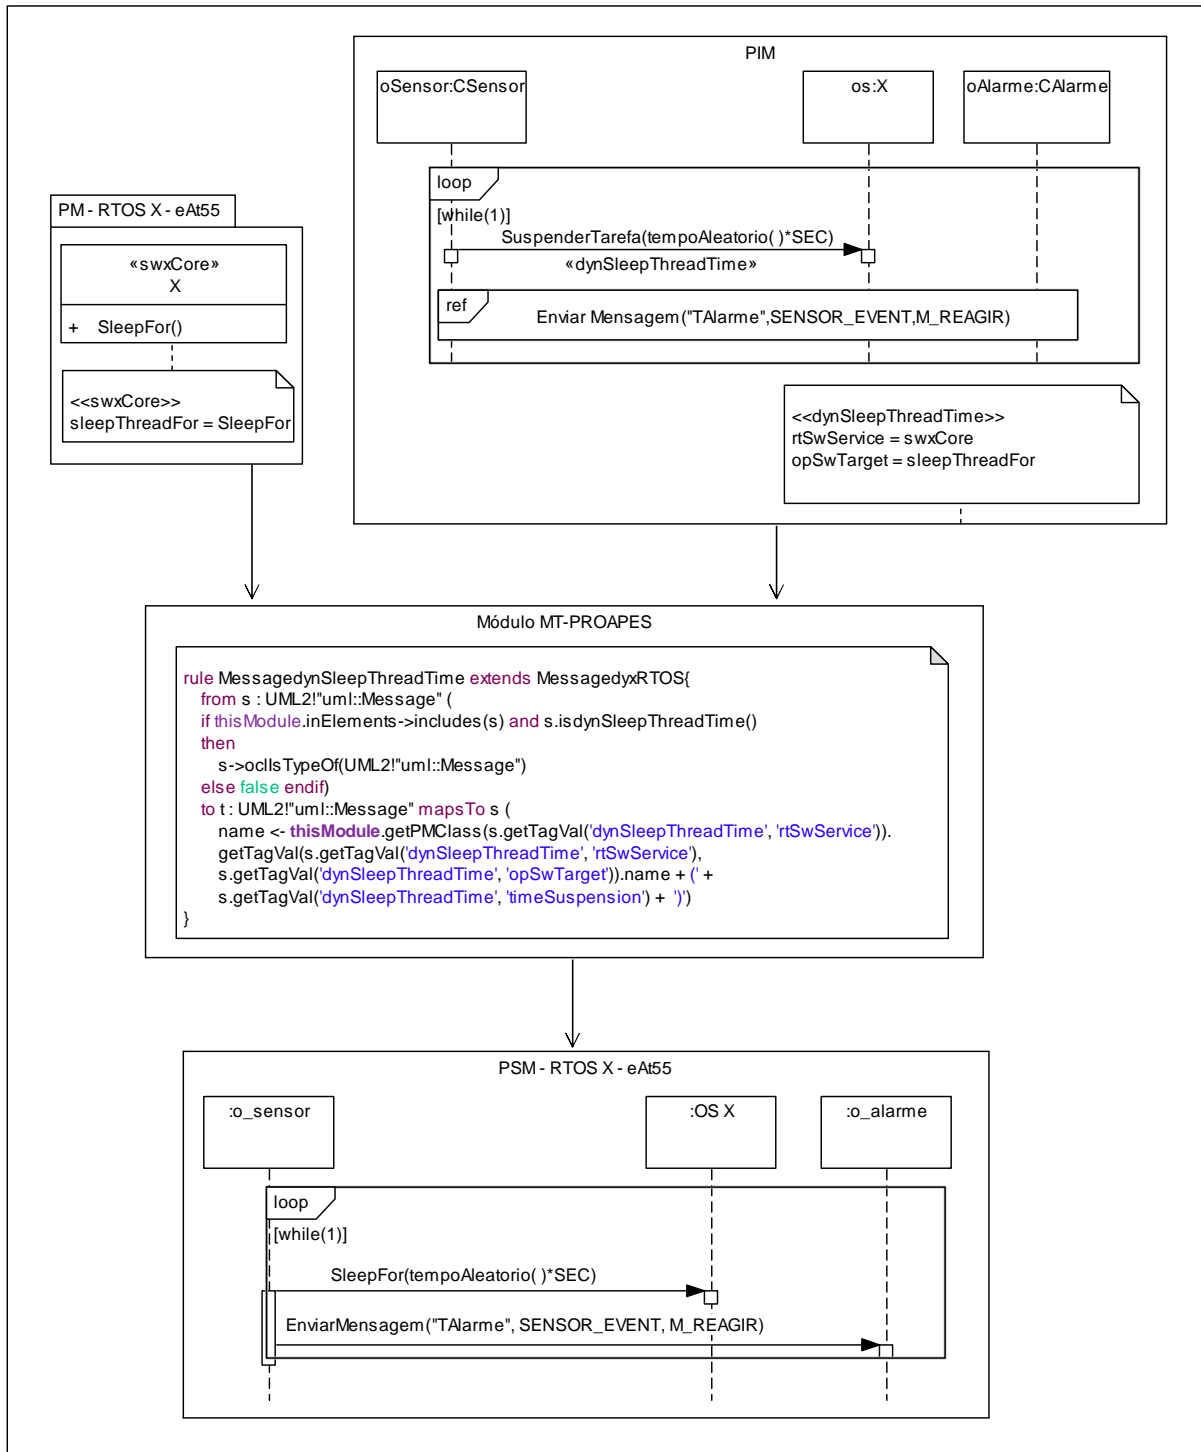 PIM
oSensor:CSensor
os:X
oAlarme:CAlarme
loop
[while(1)]
SuspenderTarefa(tempoAleatorio( )*SEC)
«dynSleepThreadTime»
ref
Enviar Mensagem("TAlarme",SENSOR_EVENT,M_REAGIR)
<<dynSleepThreadTime>>
rtSwService = swxCore
opSwTarget = sleepThreadFor
PM - RTOS X - eAt55
«swxCore»
X
+ SleepFor()
<<swxCore>>
sleepThreadFor = SleepFor
Módulo MT-PROAPES
rule MessagedynSleepThreadTime extends MessagedyxRTOS{
from s : UML2!"uml::Message" (
if thisModule.inElements->includes(s) and s.isdynSleepThreadTime()
then
s->oclIsTypeOf(UML2!"uml::Message")
else false endif)
to t : UML2!"uml::Message" mapsTo s (
name <- thisModule.getPMClass(s.getTagVal('dynSleepThreadTime', 'rtSwService')).
getTagVal(s.getTagVal('dynSleepThreadTime', 'rtSwService'),
s.getTagVal('dynSleepThreadTime', 'opSwTarget')).name + (' +
s.getTagVal('dynSleepThreadTime', 'timeSuspension') + ')')
}
PSM - RTOS X - eAt55
:o_sensor
:OS X
:o_alarme
loop
[while(1)]
SleepFor(tempoAleatorio( )*SEC)
EnviarMensagem("TAlarme", SENSOR_EVENT, M_REAGIR)